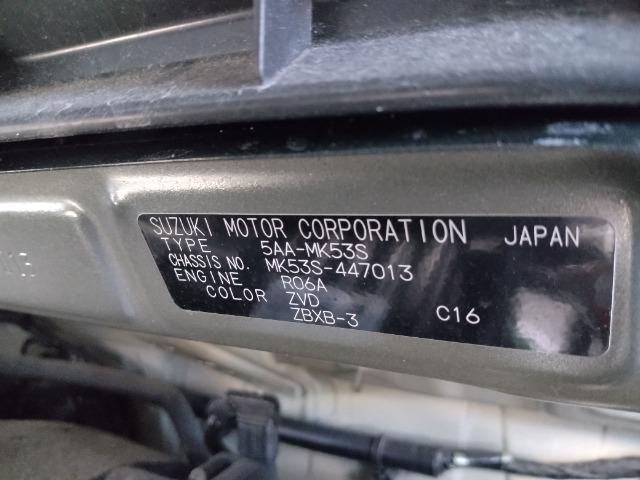 SUZUKI MOTOR CORPORATION JAPAN
TYPE 5AA-MK53S
CHASSIS NO. MK53S-447013
ENGINE R06A
COLOR ZVD
ZBXB-3 C16